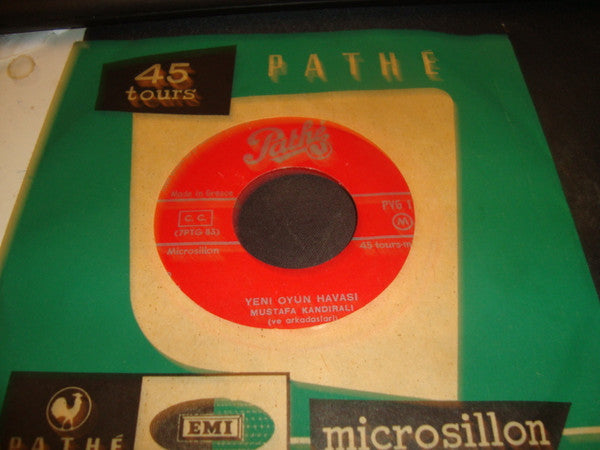 45
tours
PATHÉ
Pathé
Made in Greece
C. C.
(7PTG 83)
Microsillon
PVG 1
M
45 tours-m
YENI OYUN HAVASI
MUSTAFA KANDIRALI
(ve arkadaslar)
PATHÉ
EMI
microsillon